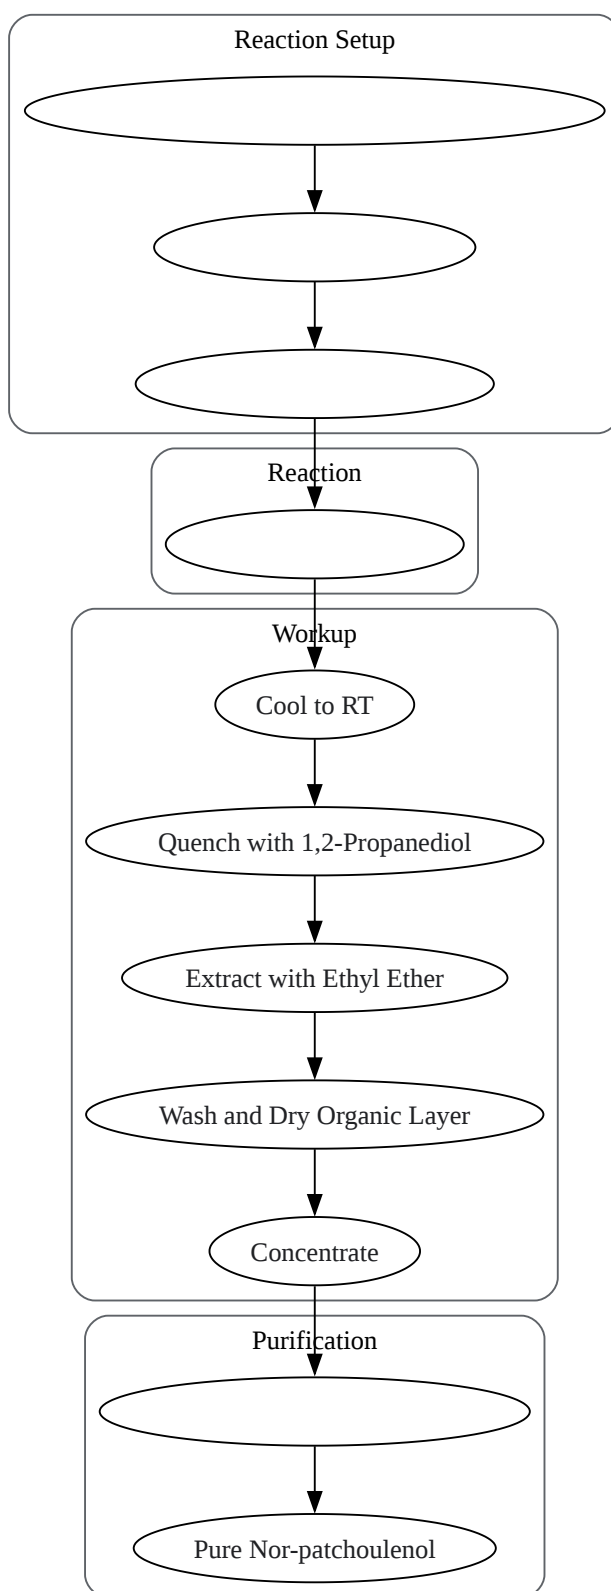 Reaction Setup
Reaction
Workup
Cool to RT
Quench with 1,2-Propanediol
Extract with Ethyl Ether
Wash and Dry Organic Layer
Concentrate
Purification
Pure Nor-patchoulenol